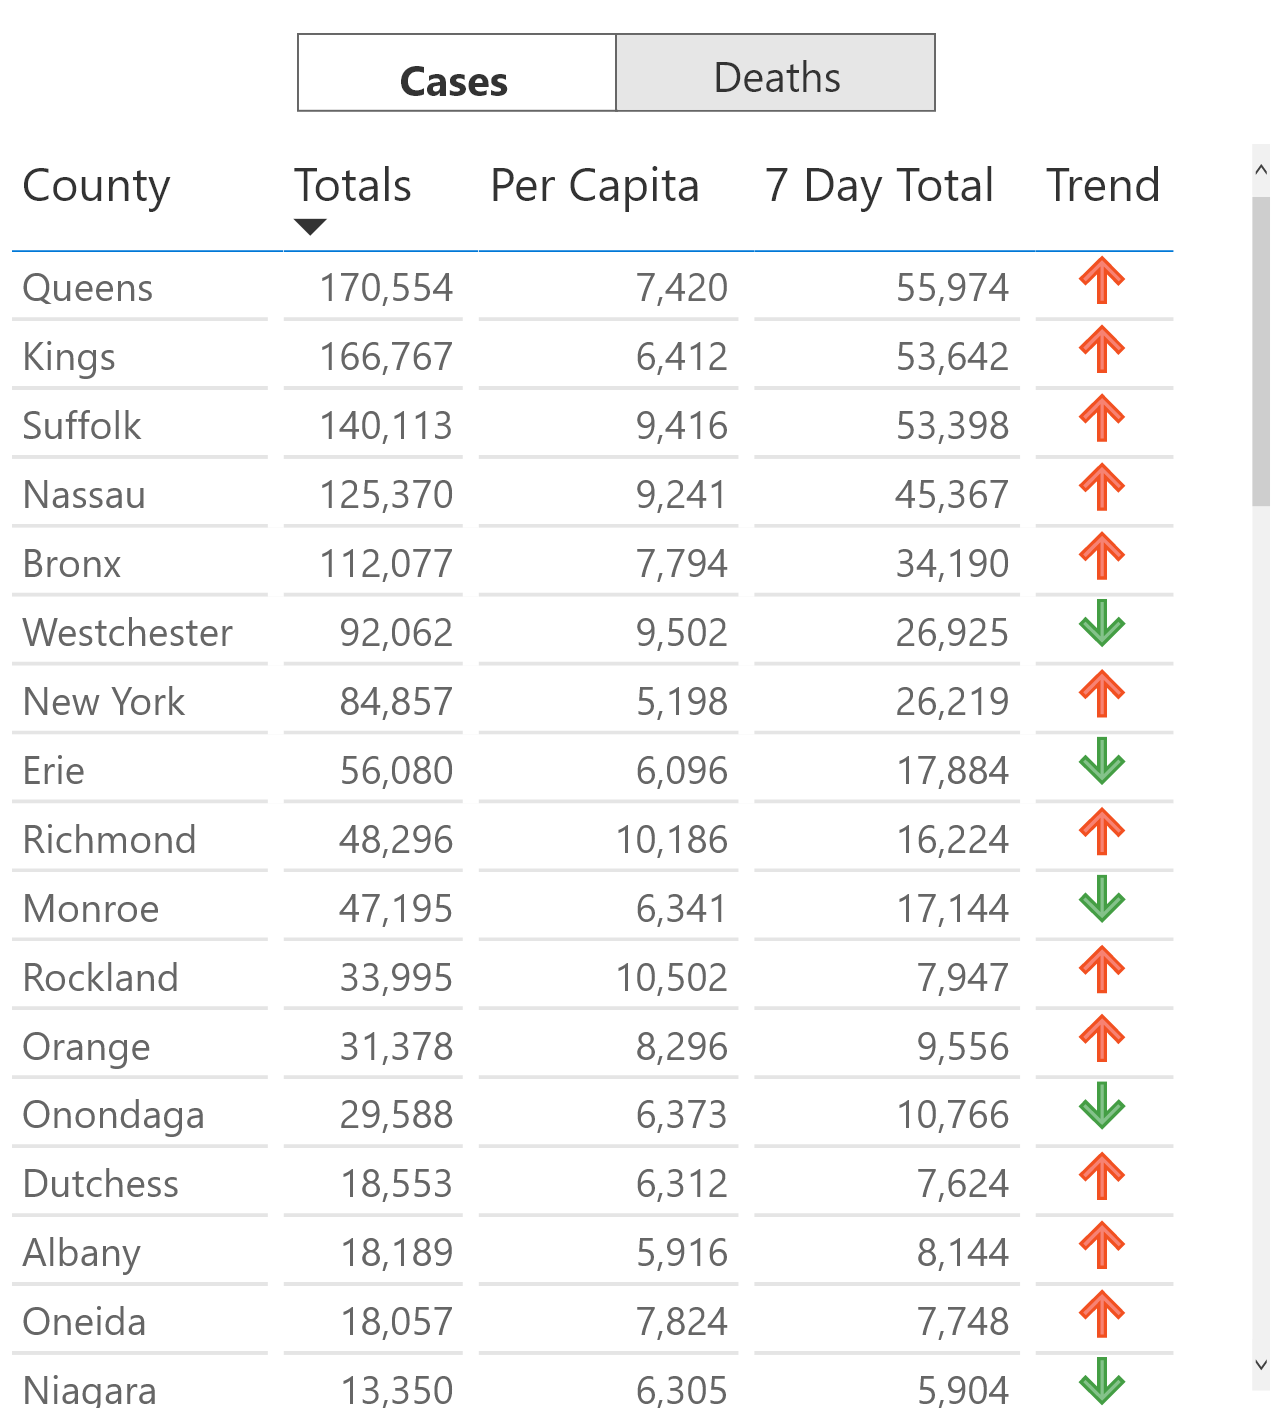 Cases Deaths
County Totals Per Capita 7 Day Total Trend
Queens 170,554 7,420 55,974
Kings 166,767 6,412 53,642
Suffolk 140,113 9,416 53,398
Nassau 125,370 9,241 45,367
Bronx 112,077 7,794 34,190
Westchester 92,062 9,502 26,925
New York 84,857 5,198 26,219
Erie 56,080 6,096 17,884
Richmond 48,296 10,186 16,224
Monroe 47,195 6,341 17,144
Rockland 33,995 10,502 7,947
Orange 31,378 8,296 9,556
Onondaga 29,588 6,373 10,766
Dutchess 18,553 6,312 7,624
Albany 18,189 5,916 8,144
Oneida 18,057 7,824 7,748
Niagara 13,350 6,305 5,904